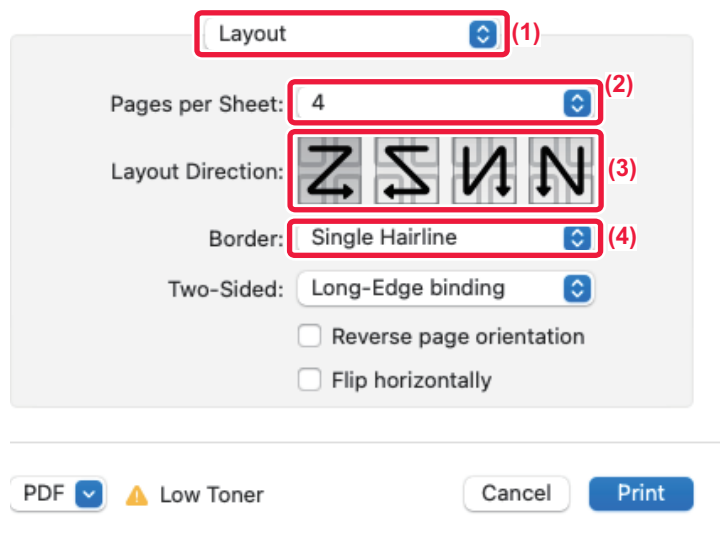 Layout (1)
Pages per Sheet: 4 (2)
Layout Direction: (3)
Border: Single Hairline (4)
Two-Sided: Long-Edge binding
Reverse page orientation
Flip horizontally
PDF Low Toner Cancel Print